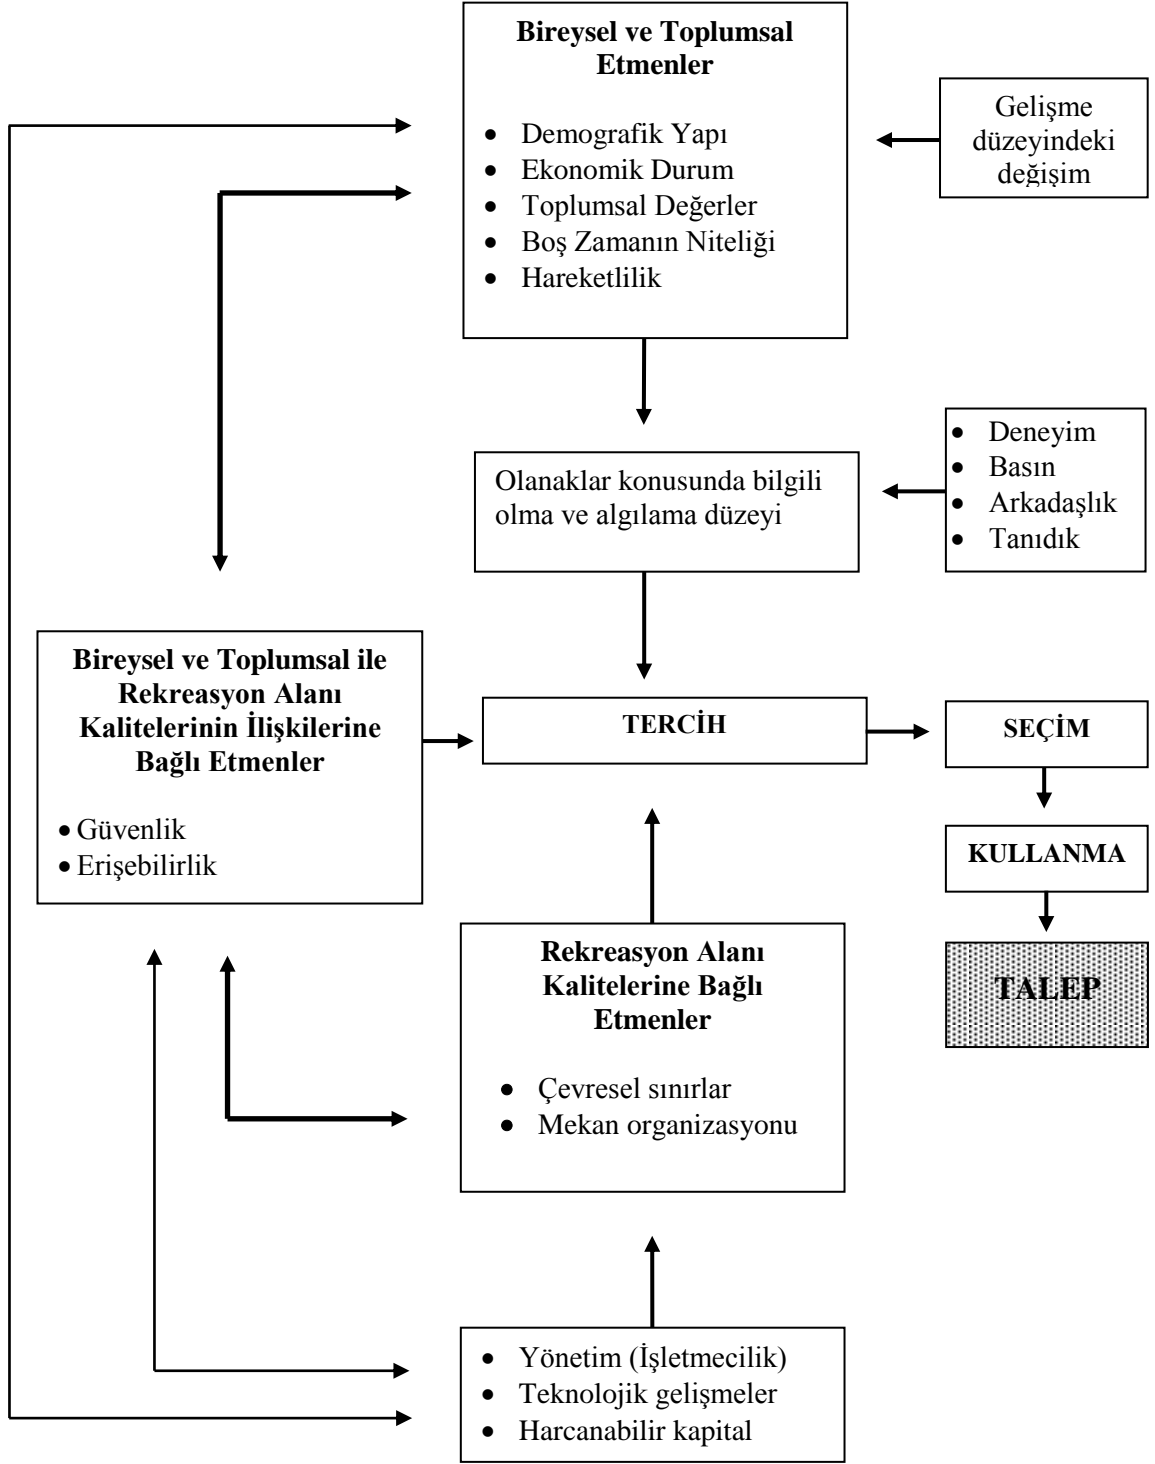 Bireysel ve Toplumsal
Etmenler
• Demografik Yapı
• Ekonomik Durum
• Toplumsal Değerler
• Boş Zamanın Niteliği
• Hareketlilik
Gelişme
düzeyindeki
değişim
Olanaklar konusunda bilgili
olma ve algılama düzeyi
• Deneyim
• Basın
• Arkadaşlık
• Tanıdık
Bireysel ve Toplumsal ile
Rekreasyon Alanı
Kalitelerinin İlişkilerine
Bağlı Etmenler
• Güvenlik
• Erişebilirlik
TERCİH
SEÇİM
KULLANMA
TALEP
Rekreasyon Alanı
Kalitelerine Bağlı
Etmenler
• Çevresel sınırlar
• Mekan organizasyonu
• Yönetim (İşletmecilik)
• Teknolojik gelişmeler
• Harcanabilir kapital